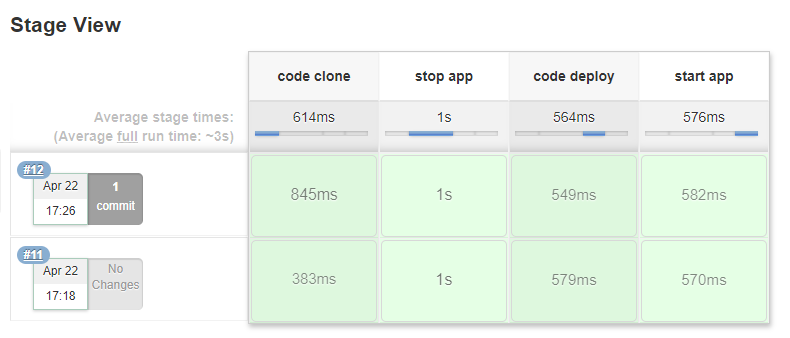 Stage View
code clone stop app code deploy start app
Average stage times: 614ms 1s 564ms 576ms
(Average full run time: ~3s)
#12
Apr 22 1 845ms 1s 549ms 582ms
17:26 commit
#11
Apr 22 No 383ms 1s 579ms 570ms
17:18 Changes